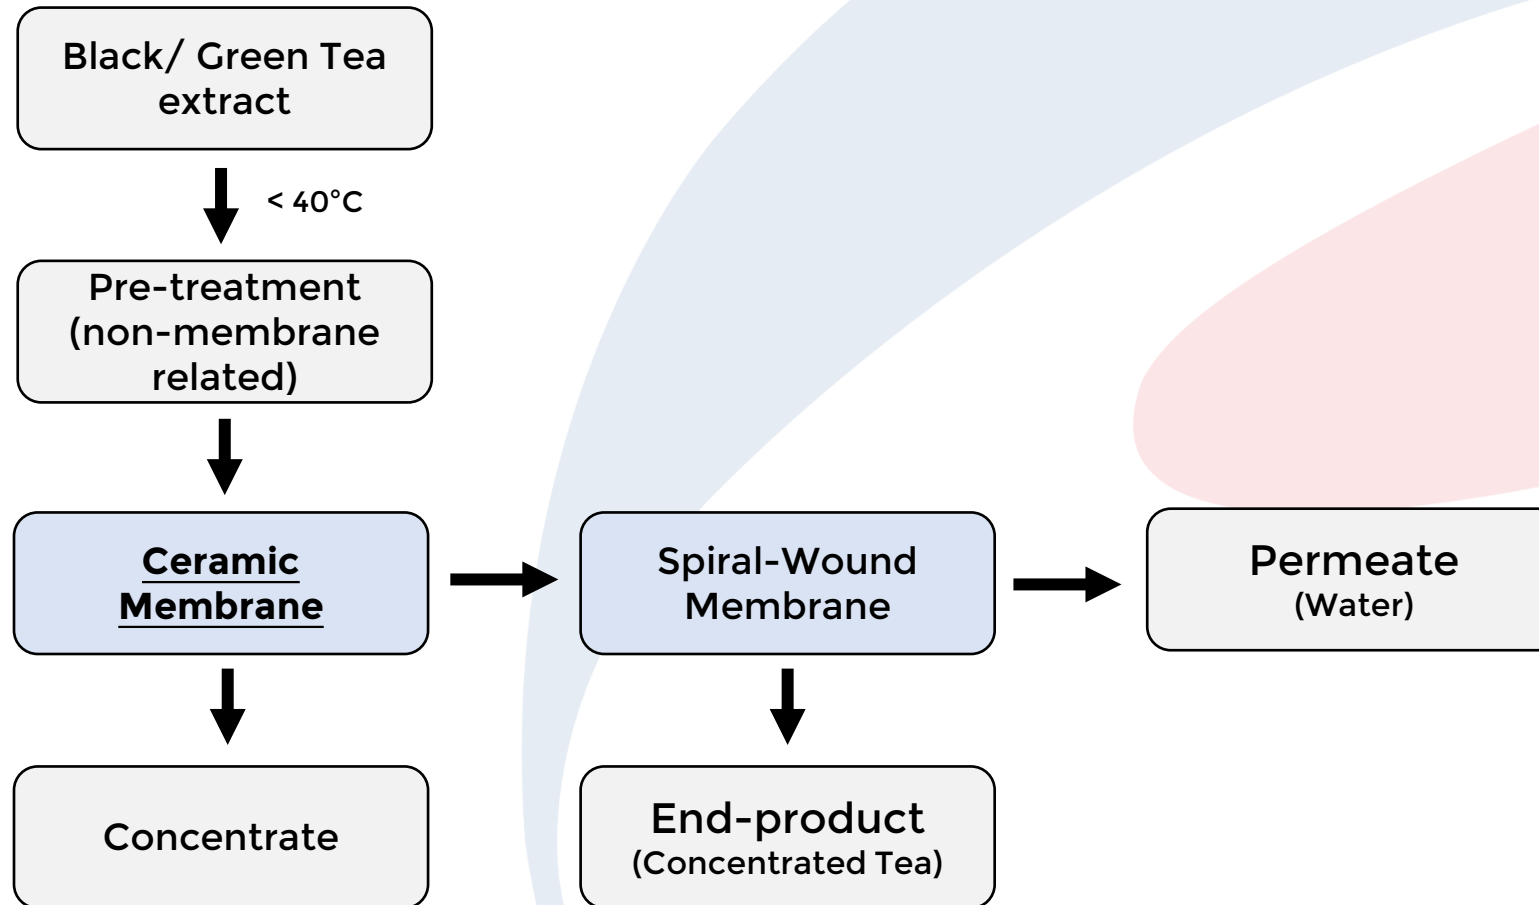 Black/ Green Tea
extract
< 40°C
Pre-treatment
(non-membrane
related)
Ceramic
Membrane
Spiral-Wound
Membrane
Permeate
(Water)
Concentrate
End-product
(Concentrated Tea)